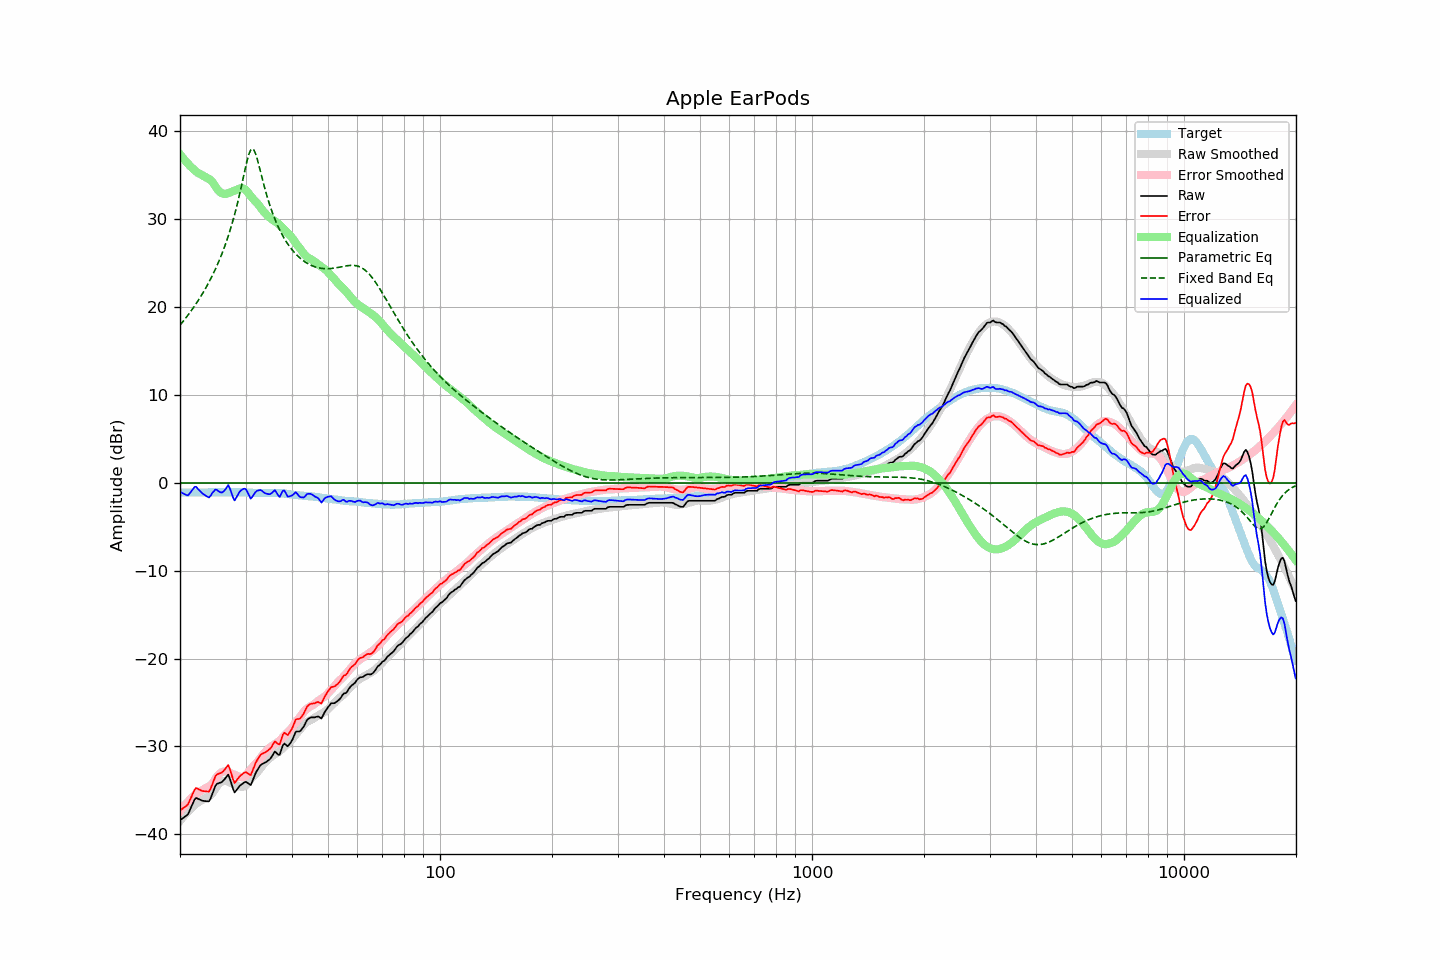 Apple EarPods
40
30
20
10
0
−10
−20
−30
−40
Amplitude (dBr)
100
1000
10000
Frequency (Hz)
Target
Raw Smoothed
Error Smoothed
Raw
Error
Equalization
Parametric Eq
Fixed Band Eq
Equalized